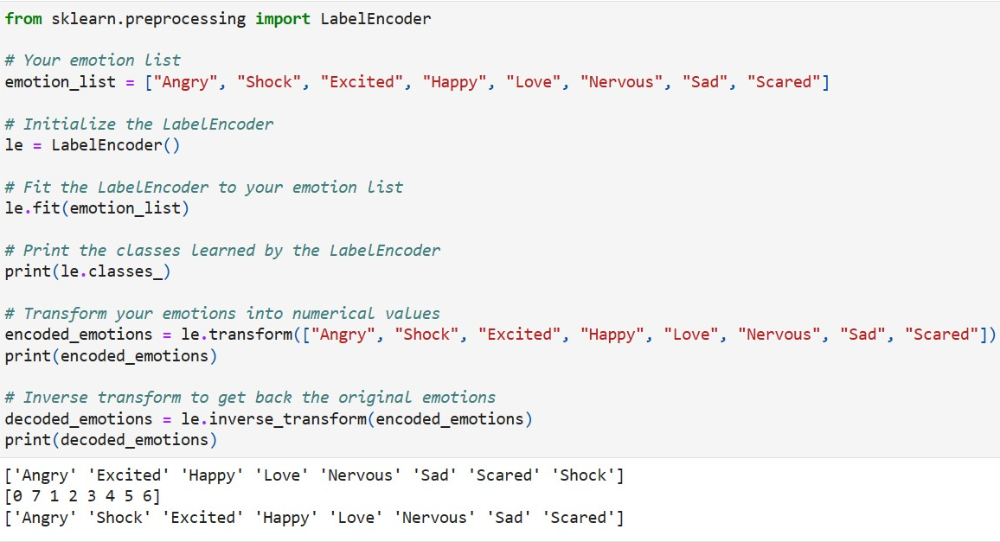 from sklearn.preprocessing import LabelEncoder
# Your emotion list
emotion_list = ["Angry", "Shock", "Excited", "Happy", "Love", "Nervous", "Sad", "Scared"]
# Initialize the LabelEncoder
le = LabelEncoder()
# Fit the LabelEncoder to your emotion list
le.fit(emotion_list)
# Print the classes learned by the LabelEncoder
print(le.classes_)
# Transform your emotions into numerical values
encoded_emotions = le.transform(["Angry", "Shock", "Excited", "Happy", "Love", "Nervous", "Sad", "Scared"])
print(encoded_emotions)
# Inverse transform to get back the original emotions
decoded_emotions = le.inverse_transform(encoded_emotions)
print(decoded_emotions)
['Angry' 'Excited' 'Happy' 'Love' 'Nervous' 'Sad' 'Scared' 'Shock']
[0 7 1 2 3 4 5 6]
['Angry' 'Shock' 'Excited' 'Happy' 'Love' 'Nervous' 'Sad' 'Scared']